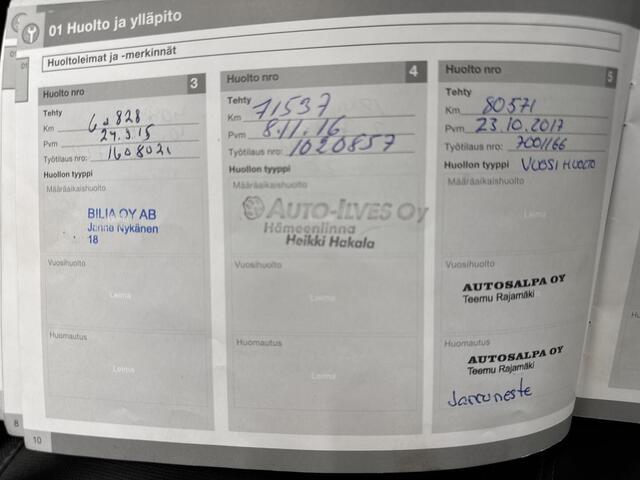 01 Huolto ja ylläpito
Huoltoleimat ja -merkinnät
Huolto nro 3
Tehty
Km
Pvm 24.3.15
Työtilaus nro: 1608021
Huollon tyyppi
Määräaikaishuolto
BILIA OY AB
Janne Nykänen
18
Vuosihuolto
Leima
Huomautus
Leima
Huolto nro 4
Tehty
Km 71537
Pvm 8.11.16
Työtilaus nro: 1020857
Huollon tyyppi
Määräaikaishuolto
AUTO-ILVES Oy
Hämeenlinna
Heikki Hakala
Vuosihuolto
Leima
Huomautus
Leima
Huolto nro 5
Tehty
Km 80571
Pvm 23.10.2017
Työtilaus nro: 7001166
Huollon tyyppi VUOSIHUOLTO
Määräaikaishuolto
Leima
Vuosihuolto
AUTOSALPA OY
Teemu Rajamäki
Huomautus
AUTOSALPA OY
Teemu Rajamäki
Jarruneste
8
10